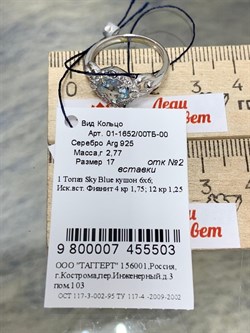 Леди
Вид Кольцо
Арт. 01-1652/00ТБ-00
Серебро Arg 925
Масса,г 2,77
Размер 17 отк №2
вставки
1 Топаз Sky Blue кушон 6х6;
Иск.вст. Фианит 4 кр 1,75; 12 кр 1,25
9 800007 455503
ООО "ТАГГЕРТ" 156001,Россия,
г.Кострома,пер.Инженерный,д.3
пом.103
ОСТ 117-3-002-95 ТУ 117-4 -2009-2002
Леди